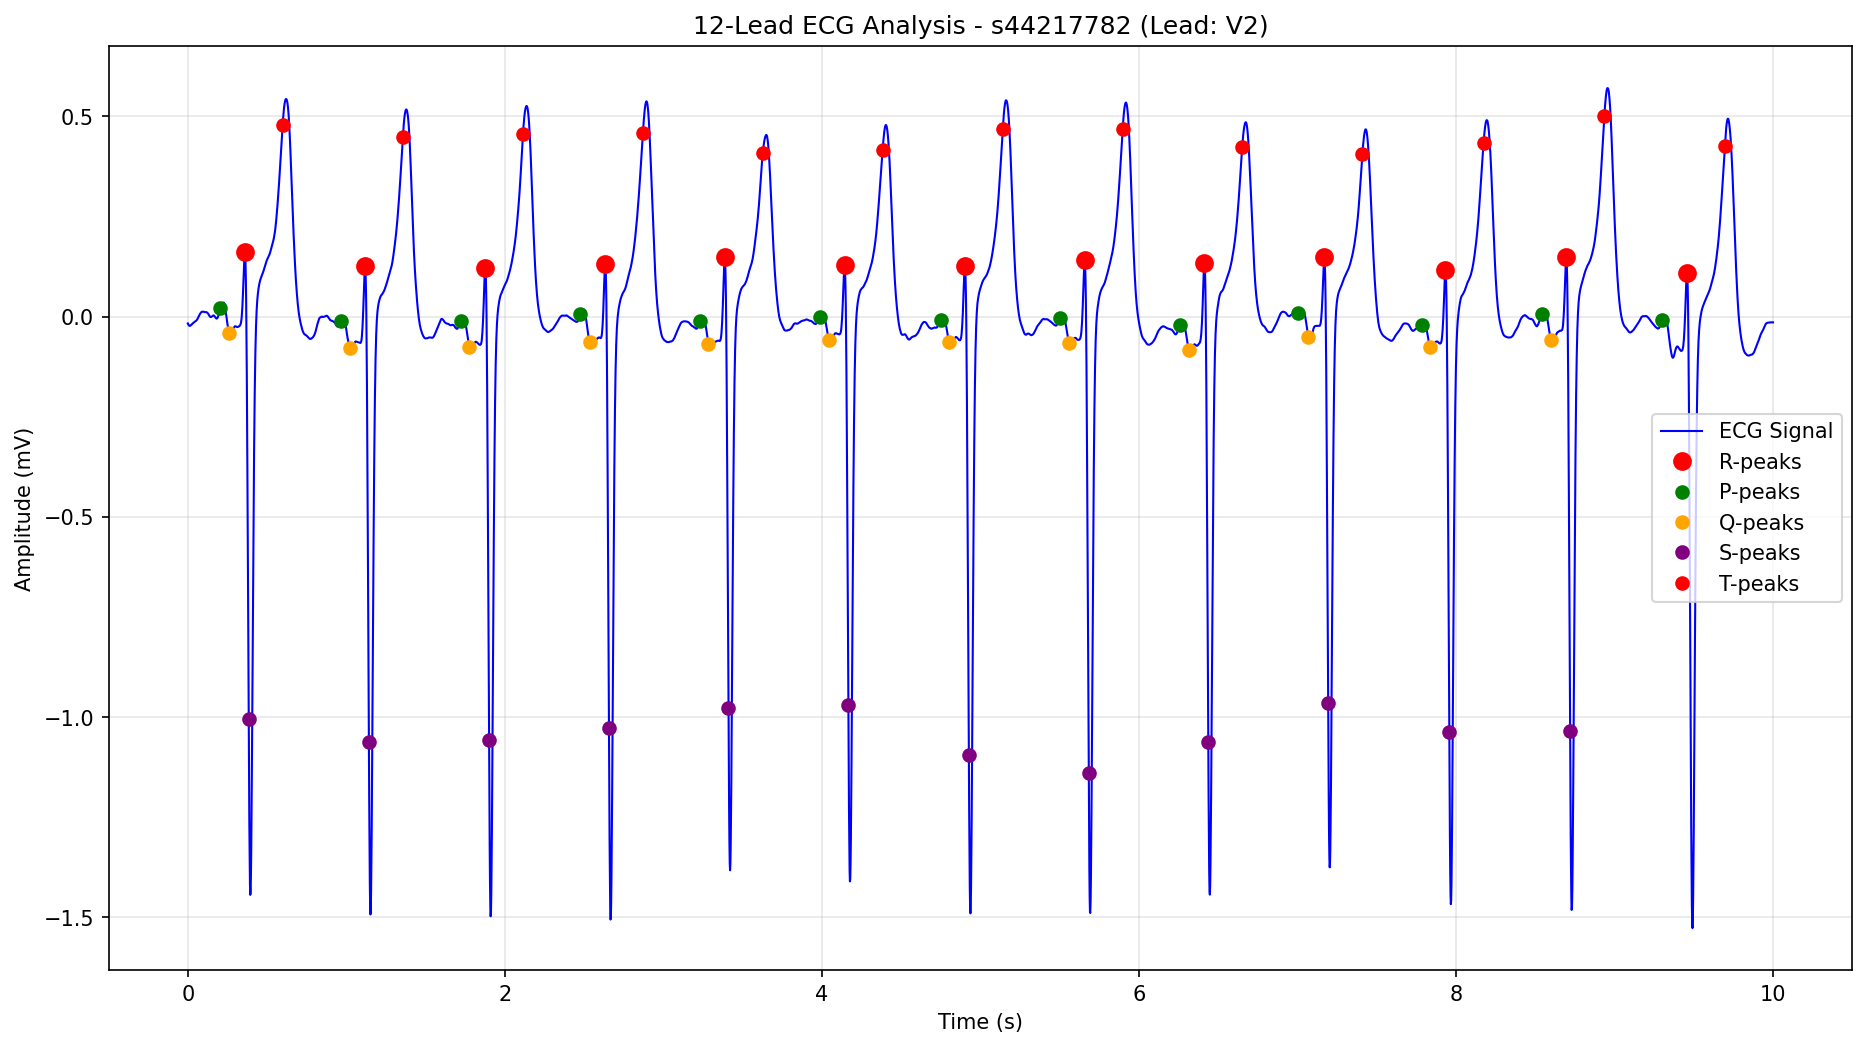 12-Lead ECG Analysis - s44217782 (Lead: V2)
Amplitude (mV)
0.5
0.0
−0.5
−1.0
−1.5
0 2 4 6 8 10
Time (s)
ECG Signal
R-peaks
P-peaks
Q-peaks
S-peaks
T-peaks